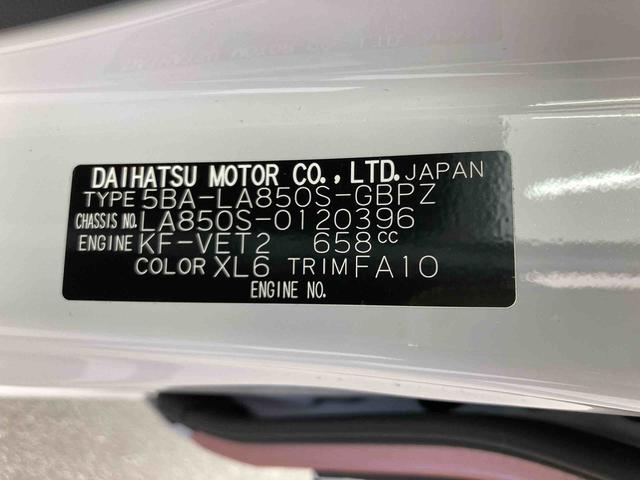 DAIHATSU MOTOR CO., LTD. JAPAN
TYPE 5BA-LA850S-GBPZ
CHASSIS NO. LA850S-0120396
ENGINE KF-VET2 658cc
COLOR XL6 TRIM FA10
ENGINE NO.